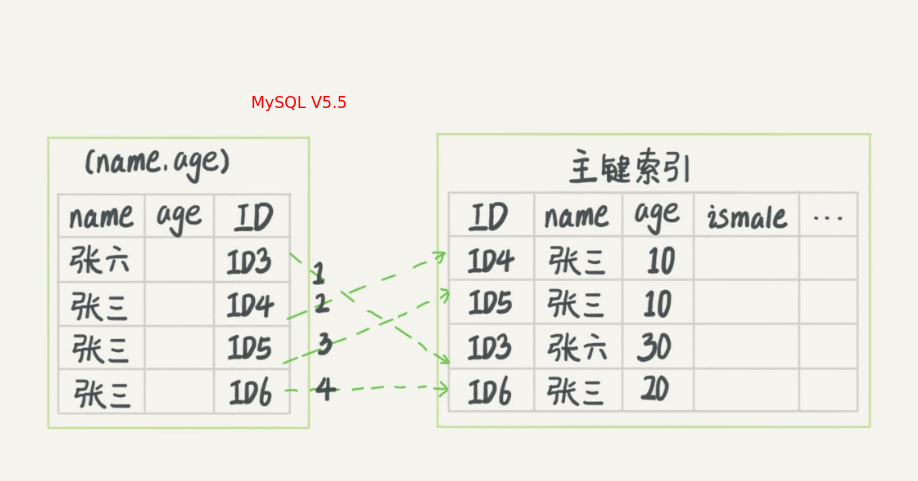 MySQL V5.5
(name.age)
主键索引
name age ID
张六 ID3
张三 ID4
张三 ID5
张三 ID6
1
2
3
4
ID name age ismale ...
ID4 张三 10
ID5 张三 10
ID3 张六 30
ID6 张三 20